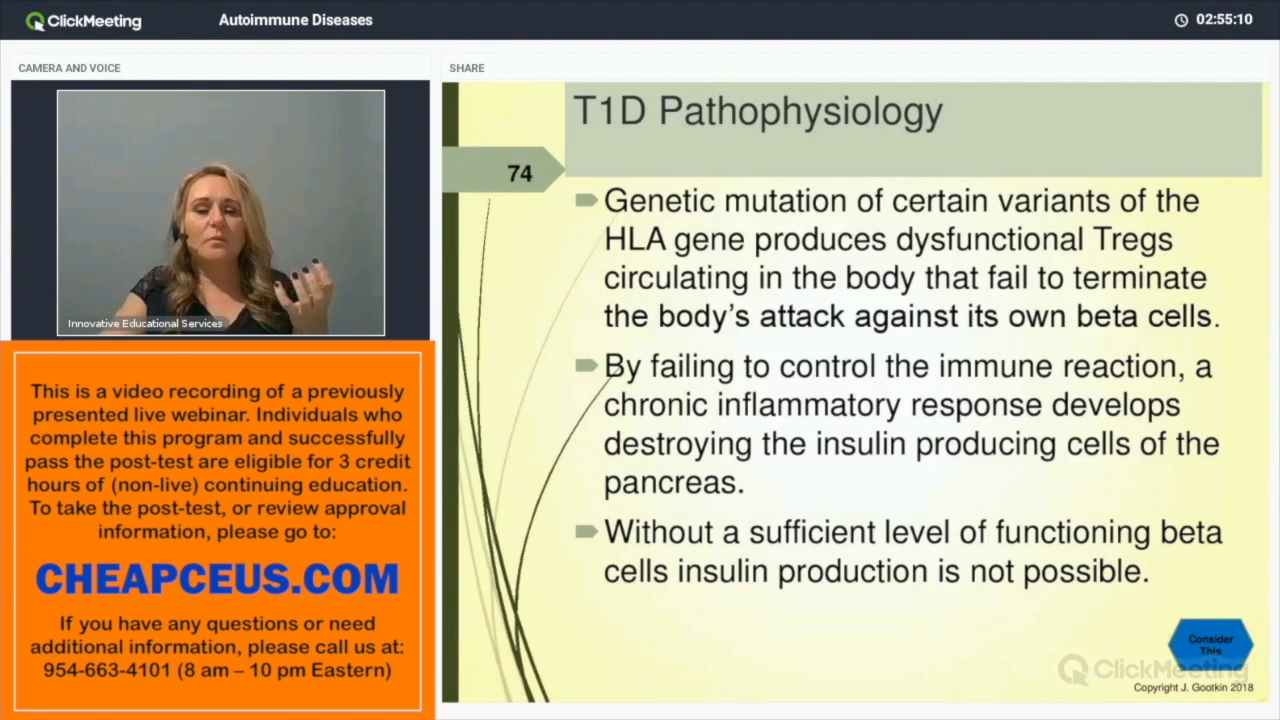 ClickMeeting
Autoimmune Diseases
02:55:10
CAMERA AND VOICE
SHARE
Innovative Educational Services
This is a video recording of a previously
presented live webinar. Individuals who
complete this program and successfully
pass the post-test are eligible for 3 credit
hours of (non-live) continuing education.
To take the post-test, or review approval
information, please go to:
CHEAPCEUS.COM
If you have any questions or need
additional information, please call us at:
954-663-4101 (8 am – 10 pm Eastern)
T1D Pathophysiology
74
Genetic mutation of certain variants of the
HLA gene produces dysfunctional Tregs
circulating in the body that fail to terminate
the body's attack against its own beta cells.
By failing to control the immune reaction, a
chronic inflammatory response develops
destroying the insulin producing cells of the
pancreas.
Without a sufficient level of functioning beta
cells insulin production is not possible.
Consider
This
ClickMeeting
Copyright J. Gootkin 2018